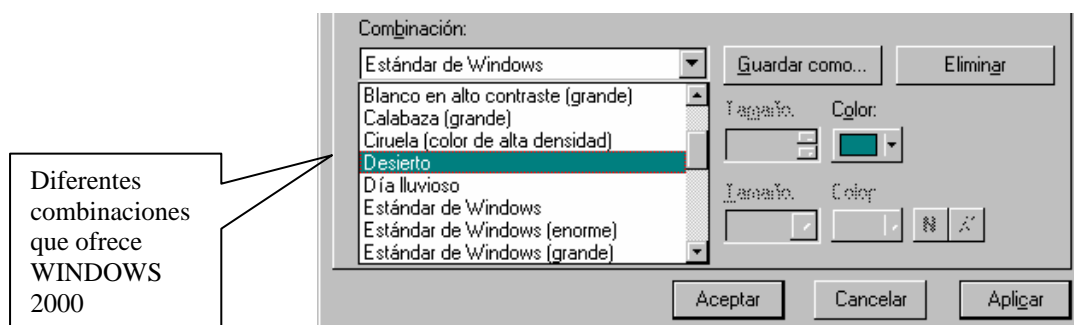 Combinación:
Estándar de Windows
Guardar como...
Eliminar
Blanco en alto contraste (grande)
Calabaza (grande)
Ciruela (color de alta densidad)
Desierto
Día lluvioso
Estándar de Windows
Estándar de Windows (enorme)
Estándar de Windows (grande)
Tamaño.
Color:
Tamaño.
Color
N
K
Diferentes
combinaciones
que ofrece
WINDOWS
2000
Aceptar
Cancelar
Aplicar